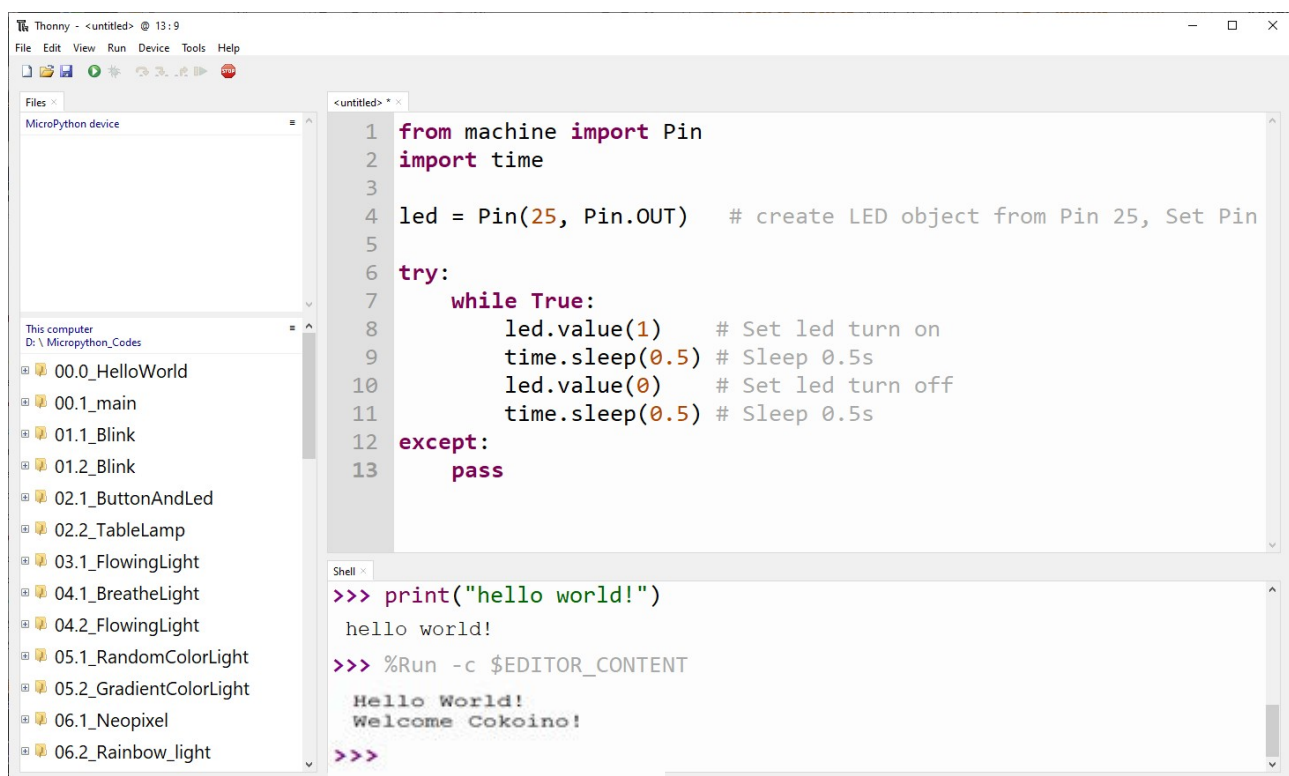 Thonny - <untitled> @ 13:9
File Edit View Run Device Tools Help
STOP
Files
MicroPython device
This computer
D: \ Micropython_Codes
00.0_HelloWorld
00.1_main
01.1_Blink
01.2_Blink
02.1_ButtonAndLed
02.2_TableLamp
03.1_FlowingLight
04.1_BreatheLight
04.2_FlowingLight
05.1_RandomColorLight
05.2_GradientColorLight
06.1_Neopixel
06.2_Rainbow_light
<untitled> *
1 from machine import Pin
2 import time
3
4 led = Pin(25, Pin.OUT)   # create LED object from Pin 25, Set Pin
5
6 try:
7     while True:
8         led.value(1)    # Set led turn on
9         time.sleep(0.5) # Sleep 0.5s
10         led.value(0)    # Set led turn off
11         time.sleep(0.5) # Sleep 0.5s
12 except:
13     pass
Shell
>>> print("hello world!")
hello world!
>>> %Run -c $EDITOR_CONTENT
Hello World!
Welcome Cokoino!
>>>